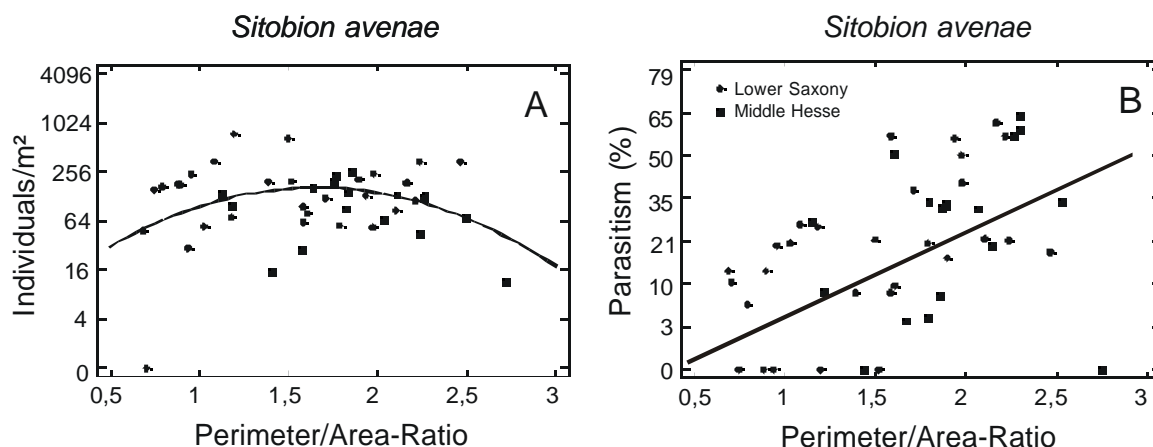 Sitobion avenae
Individuals/m²
4096
1024
256
64
16
4
0
A
0,5 1 1,5 2 2,5 3
Perimeter/Area-Ratio
Sitobion avenae
Parasitism (%)
79
65
50
35
21
10
3
0
Lower Saxony
Middle Hesse
B
0,5 1 1,5 2 2,5 3
Perimeter/Area-Ratio